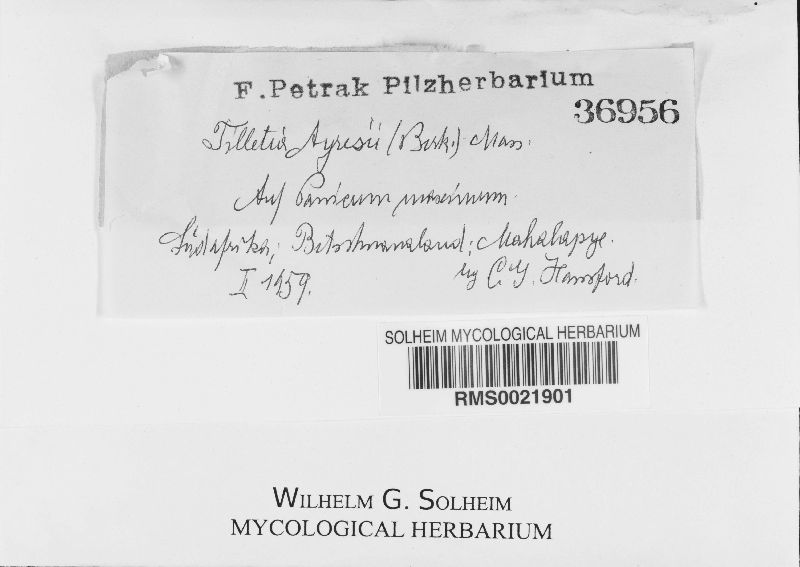 F. Petrak Pilzherbarium
36956
Tilletia Ayresii (Berk.) Mass.
Auf Panicum maximum.
Südafrika; Betschuanaland; Mahalapye.
II 1959. leg C. G. Hansford.
SOLHEIM MYCOLOGICAL HERBARIUM
RMS0021901
WILHELM G. SOLHEIM
MYCOLOGICAL HERBARIUM